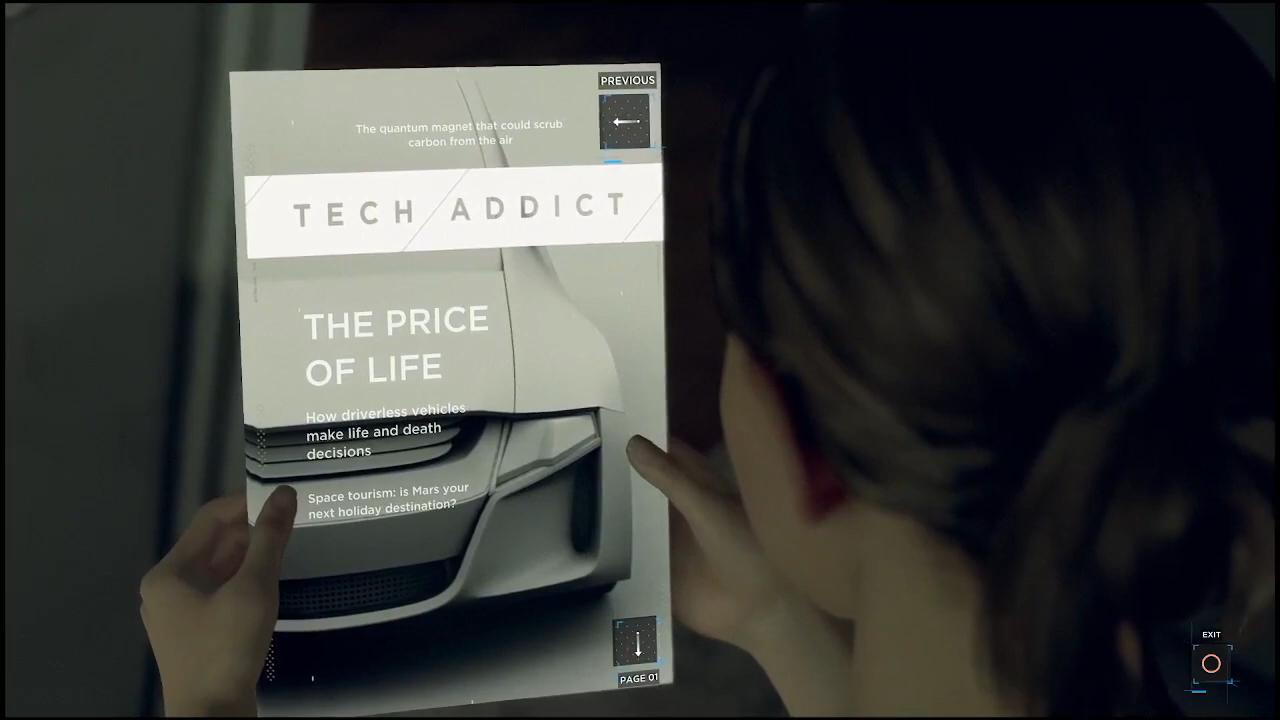 PREVIOUS
The quantum magnet that could scrub
carbon from the air
TECH ADDICT
THE PRICE
OF LIFE
How driverless vehicles
make life and death
decisions
Space tourism: is Mars your
next holiday destination?
EXIT
PAGE 01